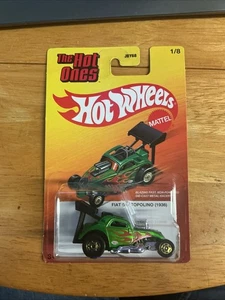 The Hot Ones
1/8
Hot Wheels
MATTEL
FIAT 500 TOPOLINO (1936)